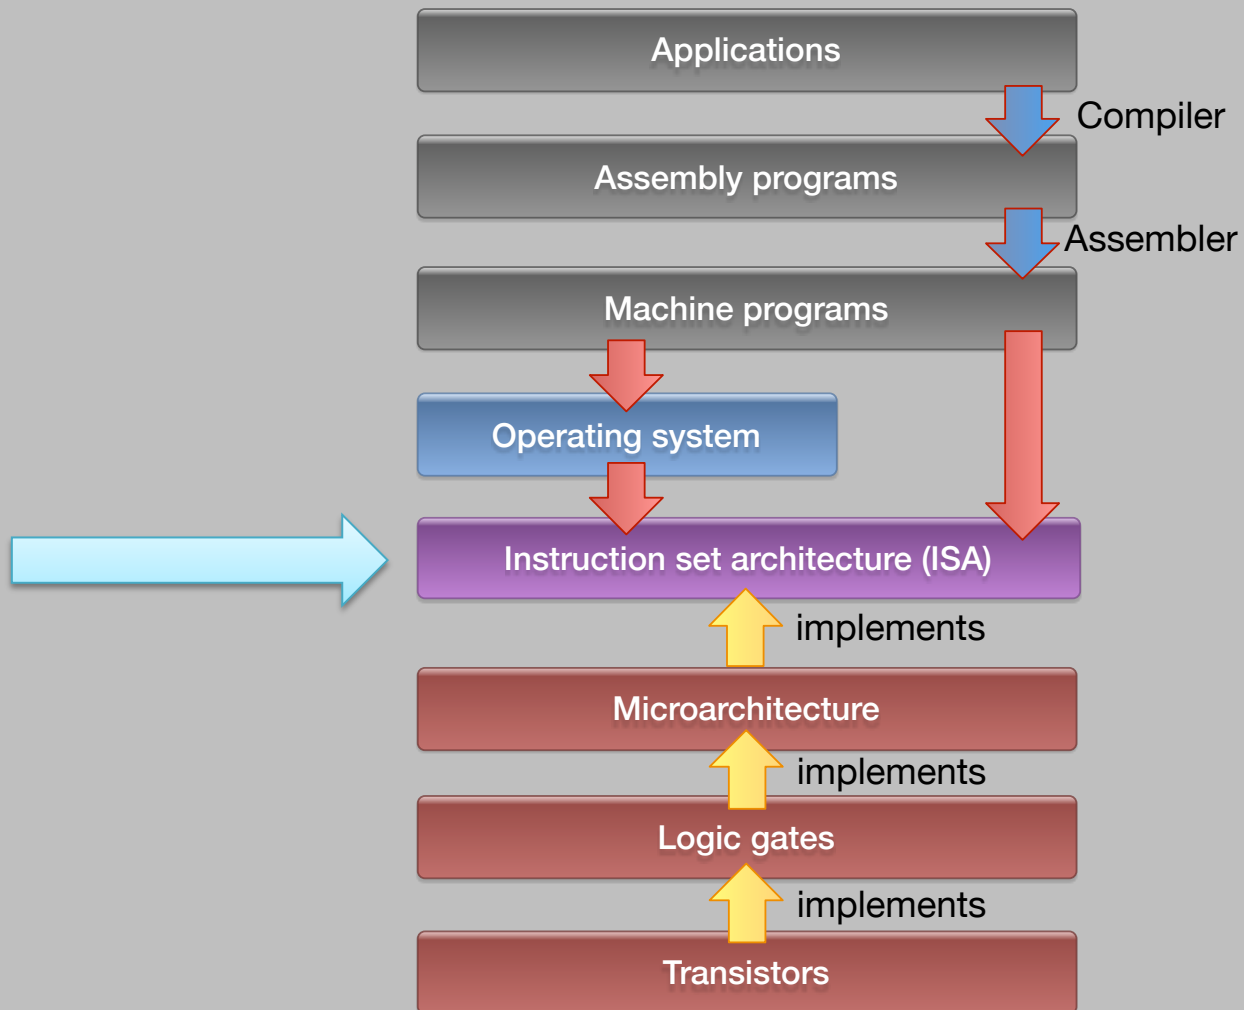 Applications
Compiler
Assembly programs
Assembler
Machine programs
Operating system
Instruction set architecture (ISA)
implements
Microarchitecture
implements
Logic gates
implements
Transistors